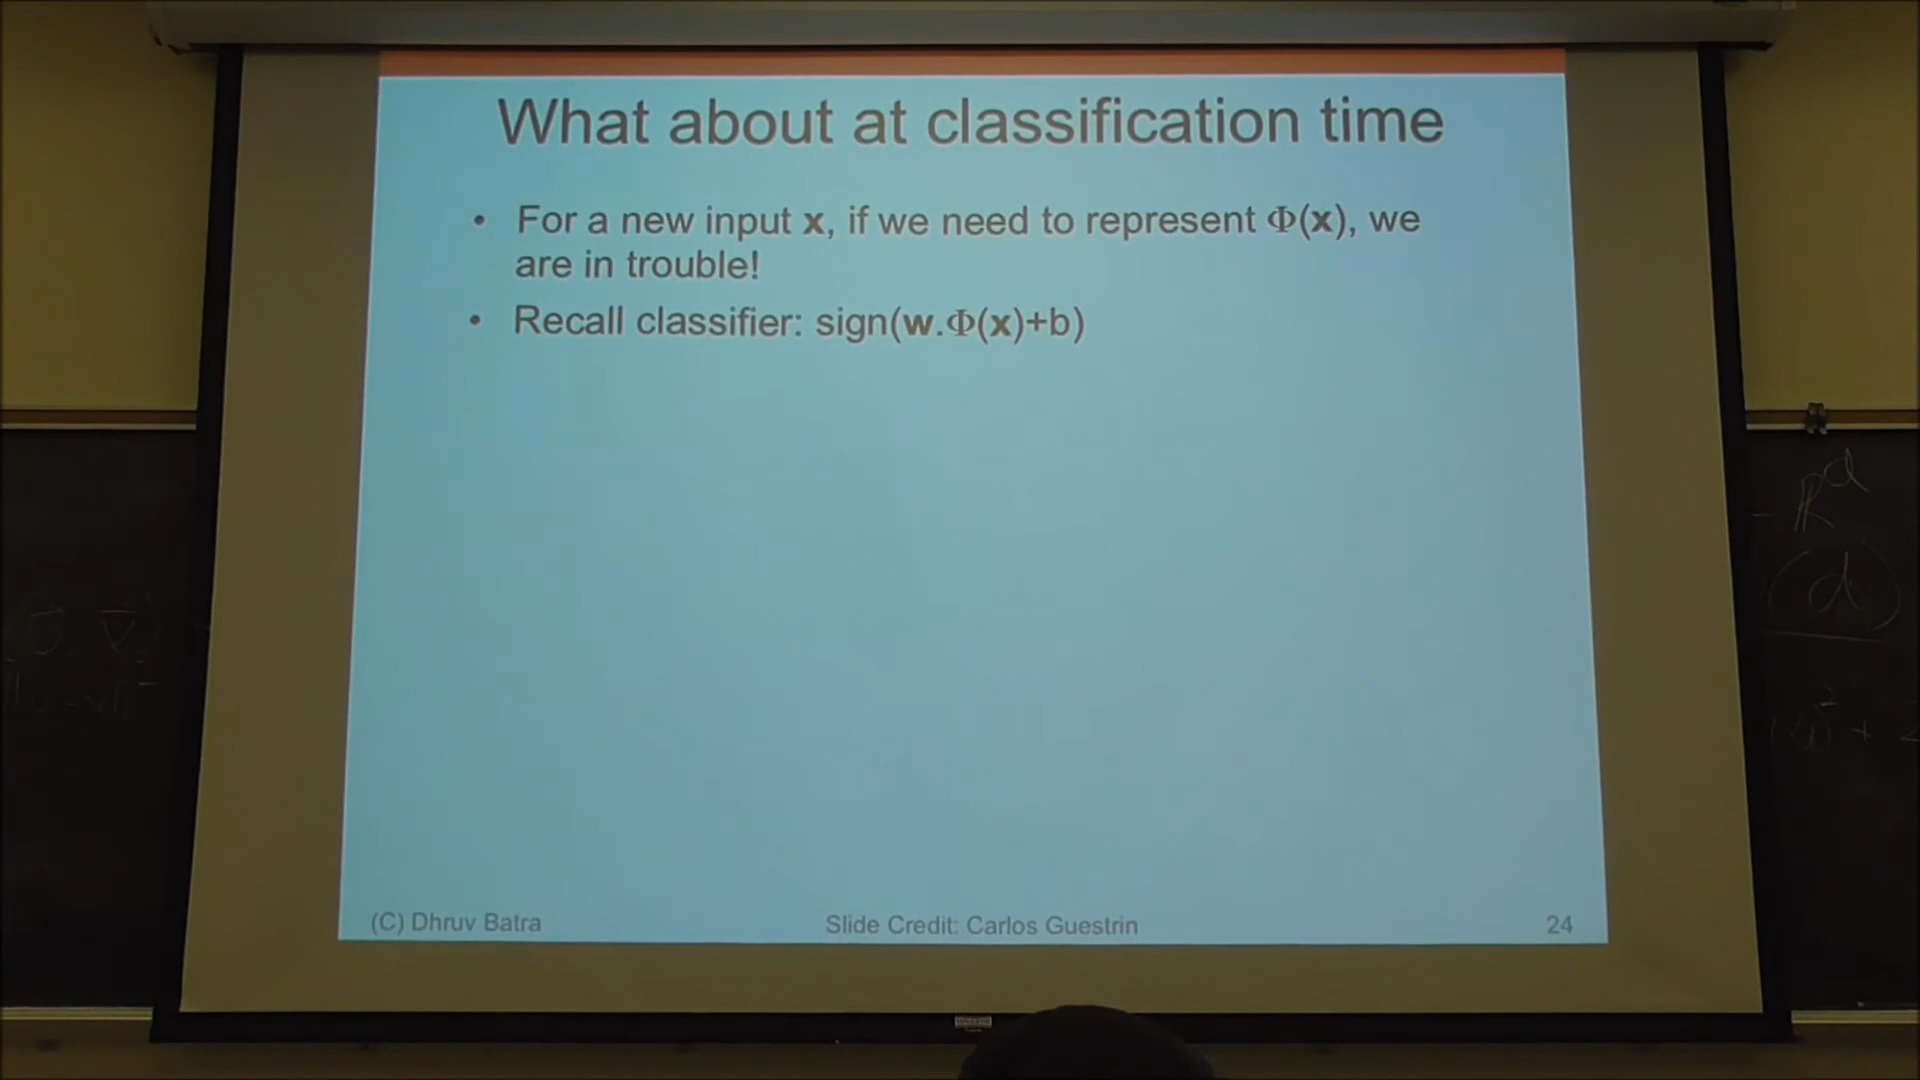 What about at classification time
• For a new input x, if we need to represent Φ(x), we
are in trouble!
• Recall classifier: sign(w.Φ(x)+b)
(C) Dhruv Batra
Slide Credit: Carlos Guestrin
24
ℝᵈ
d